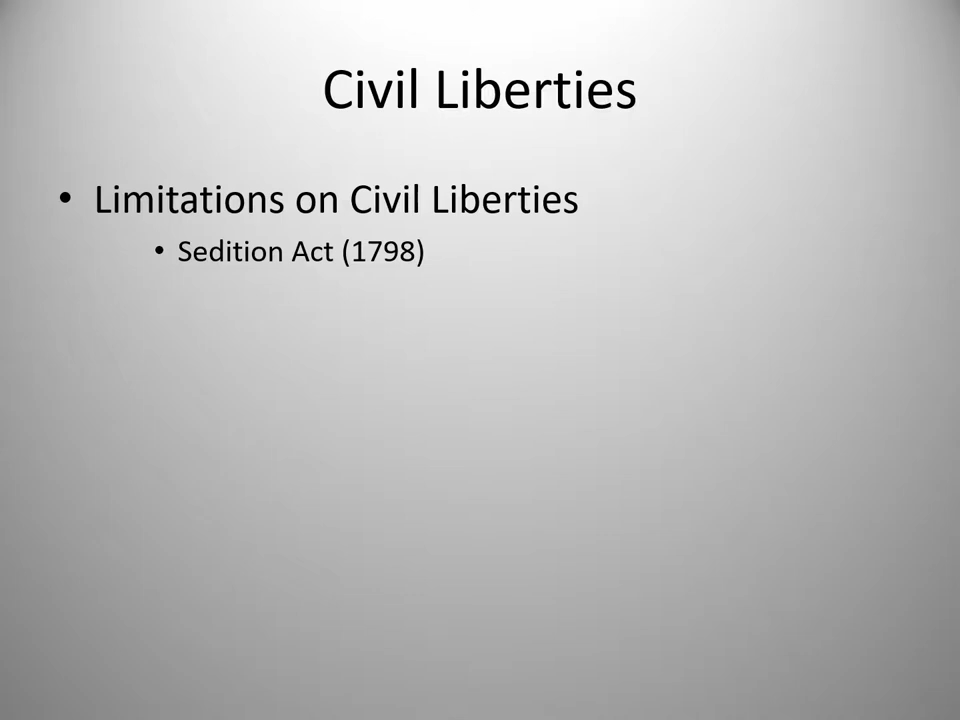 Civil Liberties
• Limitations on Civil Liberties
• Sedition Act (1798)